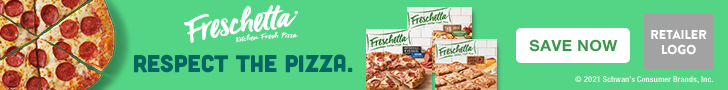 Freschetta®
Kitchen Fresh Pizza
RESPECT THE PIZZA.
Freschetta
Freschetta
Freschetta
SAVE NOW
RETAILER
LOGO
© 2021 Schwan's Consumer Brands, Inc.